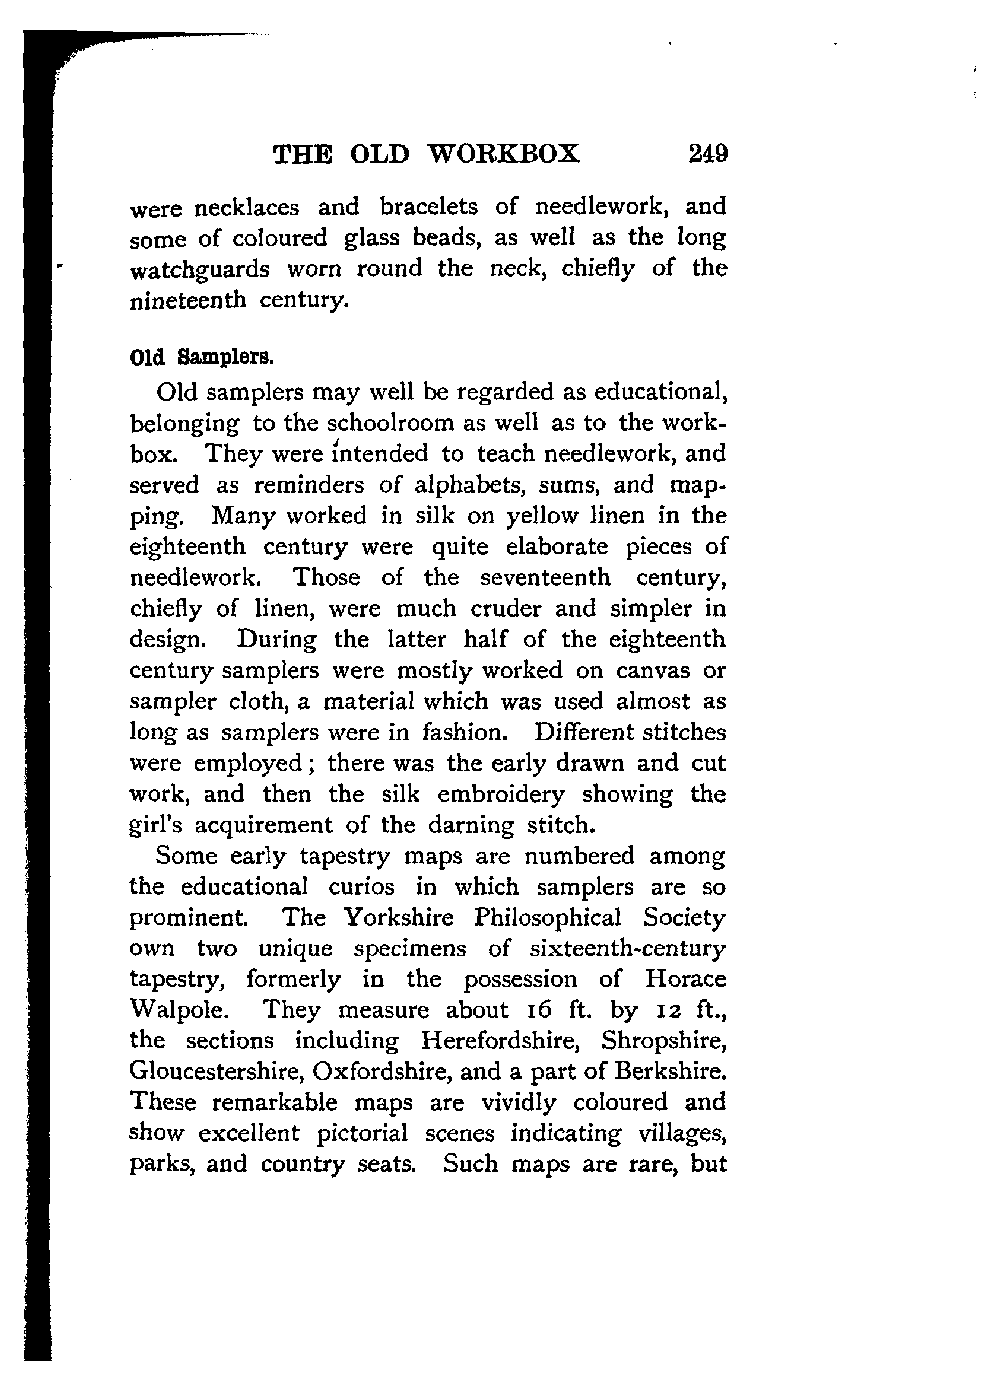 THE OLD WORKBOX 249
were necklaces and bracelets of needlework, and
some of coloured glass beads, as well as the long
watchguards worn round the neck, chiefly of the
nineteenth century.
Old Samplers.
Old samplers may well be regarded as educational,
belonging to the schoolroom as well as to the work-
box. They were intended to teach needlework, and
served as reminders of alphabets, sums, and map-
ping. Many worked in silk on yellow linen in the
eighteenth century were quite elaborate pieces of
needlework. Those of the seventeenth century,
chiefly of linen, were much cruder and simpler in
design. During the latter half of the eighteenth
century samplers were mostly worked on canvas or
sampler cloth, a material which was used almost as
long as samplers were in fashion. Different stitches
were employed; there was the early drawn and cut
work, and then the silk embroidery showing the
girl's acquirement of the darning stitch.
Some early tapestry maps are numbered among
the educational curios in which samplers are so
prominent. The Yorkshire Philosophical Society
own two unique specimens of sixteenth-century
tapestry, formerly in the possession of Horace
Walpole. They measure about 16 ft. by 12 ft.,
the sections including Herefordshire, Shropshire,
Gloucestershire, Oxfordshire, and a part of Berkshire.
These remarkable maps are vividly coloured and
show excellent pictorial scenes indicating villages,
parks, and country seats. Such maps are rare, but